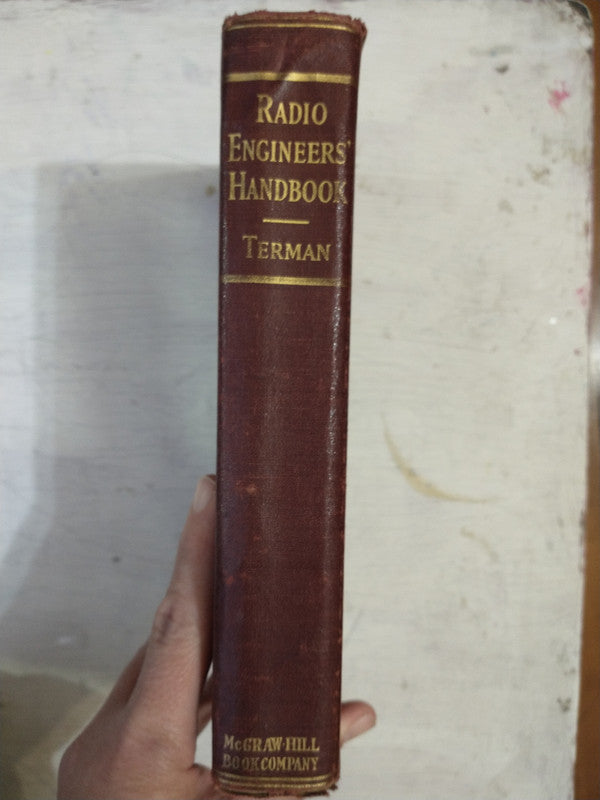 RADIO
ENGINEERS'
HANDBOOK
TERMAN
MCGRAW-HILL
BOOK COMPANY